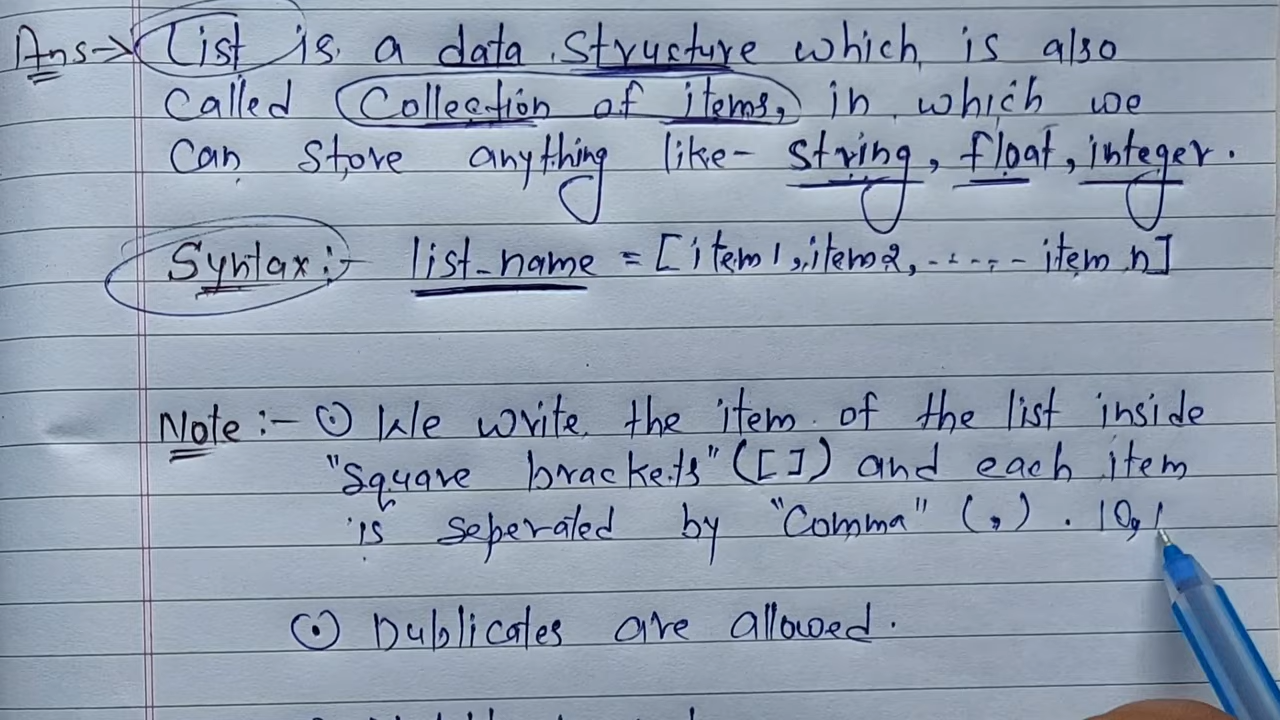 Ans→ List is a data structure which is also
called Collection of items, in which we
can store anything like- string, float, integer.
Syntax:- list_name = [item1,item2, ...., - item n]
Note:- ⊙ We write the item of the list inside
"Square brackets" ([ ]) and each item
is seperated by "Comma" (,) . 10,1
⊙ Duplicates are allowed.